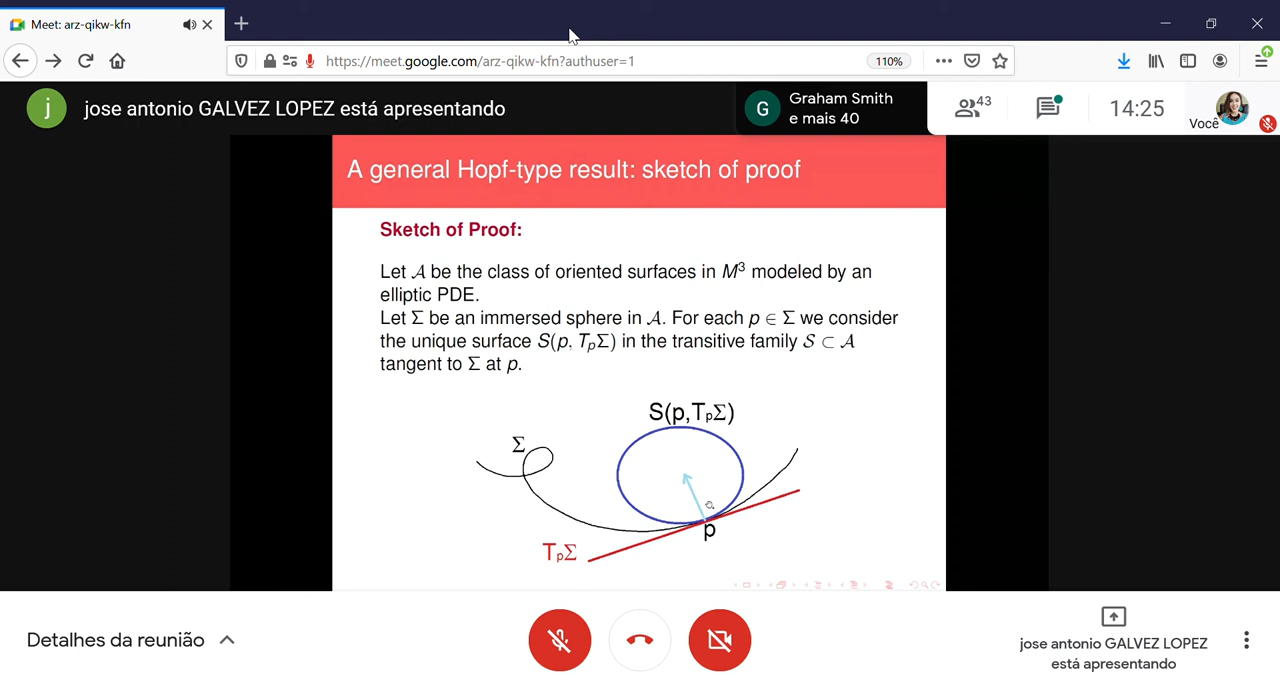 Meet: arz-qikw-kfn
https://meet.google.com/arz-qikw-kfn?authuser=1
110%
j
jose antonio GALVEZ LOPEZ está apresentando
G
Graham Smith
e mais 40
43
14:25
Você
A general Hopf-type result: sketch of proof
Sketch of Proof:
Let 𝒜 be the class of oriented surfaces in M³ modeled by an
elliptic PDE.
Let Σ be an immersed sphere in 𝒜. For each p ∈ Σ we consider
the unique surface S(p, TₚΣ) in the transitive family 𝒮 ⊂ 𝒜
tangent to Σ at p.
S(p,TₚΣ)
Σ
p
TₚΣ
Detalhes da reunião
jose antonio GALVEZ LOPEZ
está apresentando